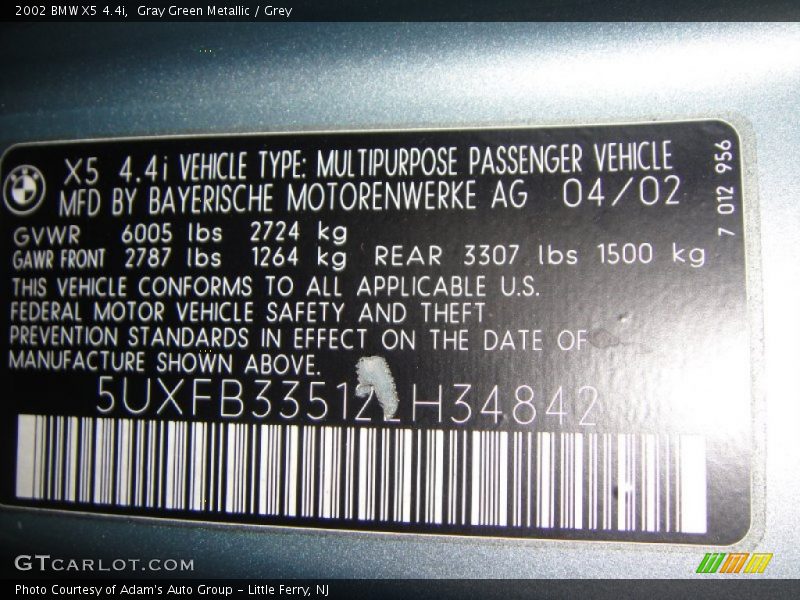 2002 BMW X5 4.4i, Gray Green Metallic / Grey
X5 4.4i VEHICLE TYPE: MULTIPURPOSE PASSENGER VEHICLE
MFD BY BAYERISCHE MOTORENWERKE AG 04/02
7 012 956
GVWR 6005 lbs 2724 kg
GAWR FRONT 2787 lbs 1264 kg REAR 3307 lbs 1500 kg
THIS VEHICLE CONFORMS TO ALL APPLICABLE U.S.
FEDERAL MOTOR VEHICLE SAFETY AND THEFT
PREVENTION STANDARDS IN EFFECT ON THE DATE OF
MANUFACTURE SHOWN ABOVE.
5UXFB33512LH34842
GTCARLOT.COM
Photo Courtesy of Adam's Auto Group - Little Ferry, NJ